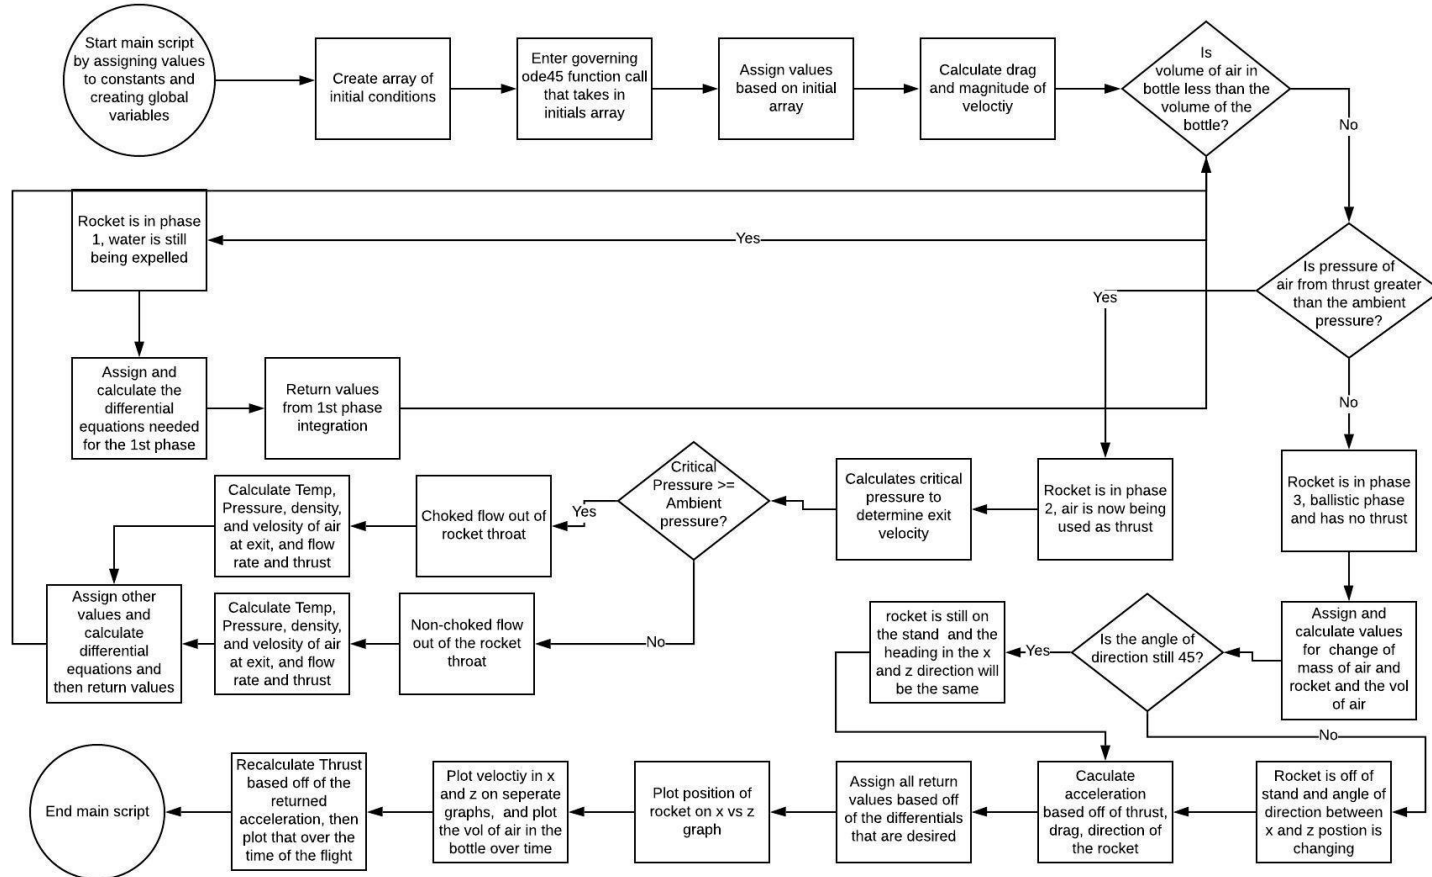 Start main script
by assigning values
to constants and
creating global
variables
Create array of
initial conditions
Enter governing
ode45 function call
that takes in
initials array
Assign values
based on initial
array
Calculate drag
and magnitude of
veloctiy
Is
volume of air in
bottle less than the
volume of the
bottle?
No
Rocket is in phase
1, water is still
being expelled
Yes
Is pressure of
air from thrust greater
than the ambient
pressure?
Yes
No
Assign and
calculate the
differential
equations needed
for the 1st phase
Return values
from 1st phase
integration
Calculate Temp,
Pressure, density,
and velosity of air
at exit, and flow
rate and thrust
Choked flow out of
rocket throat
Yes
Critical
Pressure >=
Ambient
pressure?
Calculates critical
pressure to
determine exit
velocity
Rocket is in phase
2, air is now being
used as thrust
Rocket is in phase
3, ballistic phase
and has no thrust
Assign other
values and
calculate
differential
equations and
then return values
Calculate Temp,
Pressure, density,
and velosity of air
at exit, and flow
rate and thrust
Non-choked flow
out of the rocket
throat
No
rocket is still on
the stand and the
heading in the x
and z direction will
be the same
Yes
Is the angle of
direction still 45?
Assign and
calculate values
for change of
mass of air and
rocket and the vol
of air
No
End main script
Recalculate Thrust
based off of the
returned
acceleration, then
plot that over the
time of the flight
Plot veloctiy in x
and z on seperate
graphs, and plot
the vol of air in the
bottle over time
Plot position of
rocket on x vs z
graph
Assign all return
values based off
of the differentials
that are desired
Caculate
acceleration
based off of thrust,
drag, direction of
the rocket
Rocket is off of
stand and angle of
direction between
x and z postion is
changing